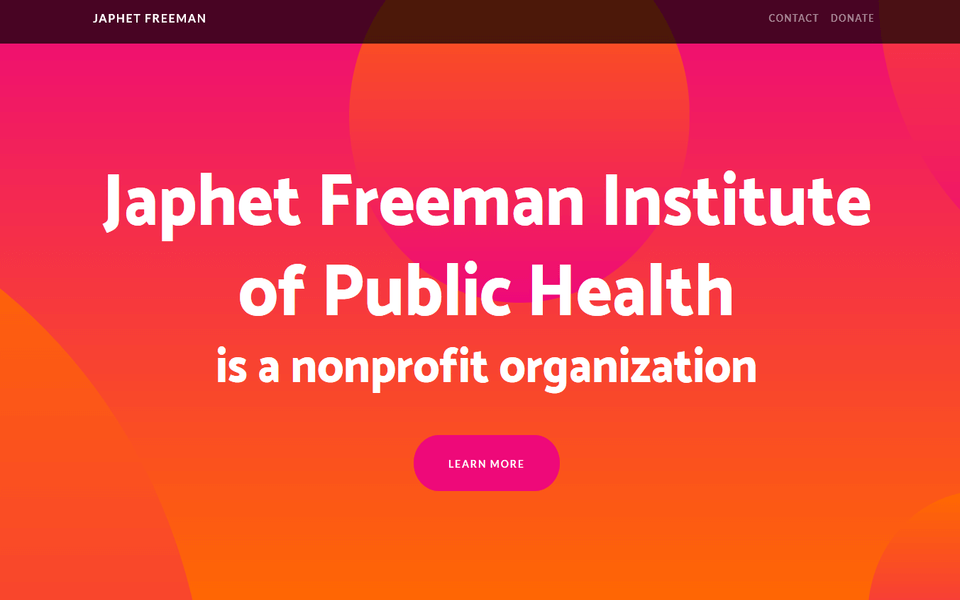 JAPHET FREEMAN
CONTACT DONATE
Japhet Freeman Institute
of Public Health
is a nonprofit organization
LEARN MORE